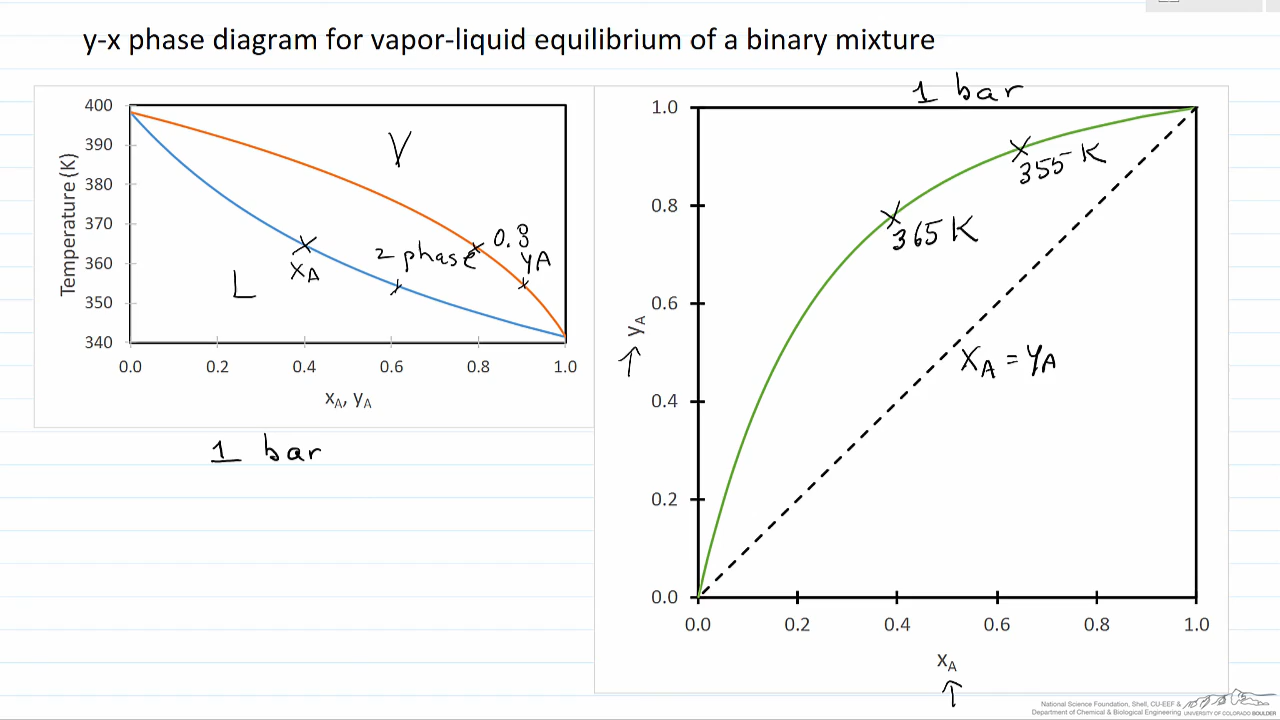 y-x phase diagram for vapor-liquid equilibrium of a binary mixture
400
390
380
370
360
350
340
Temperature (K)
V
2 phase
0.8
yA
xA
L
0.0 0.2 0.4 0.6 0.8 1.0
xA, yA
1 bar
1 bar
1.0
0.8
0.6
0.4
0.2
0.0
yA
355 K
365 K
xA = yA
0.0 0.2 0.4 0.6 0.8 1.0
xA
National Science Foundation, Shell, CU-EEF &
Department of Chemical & Biological Engineering UNIVERSITY OF COLORADO BOULDER